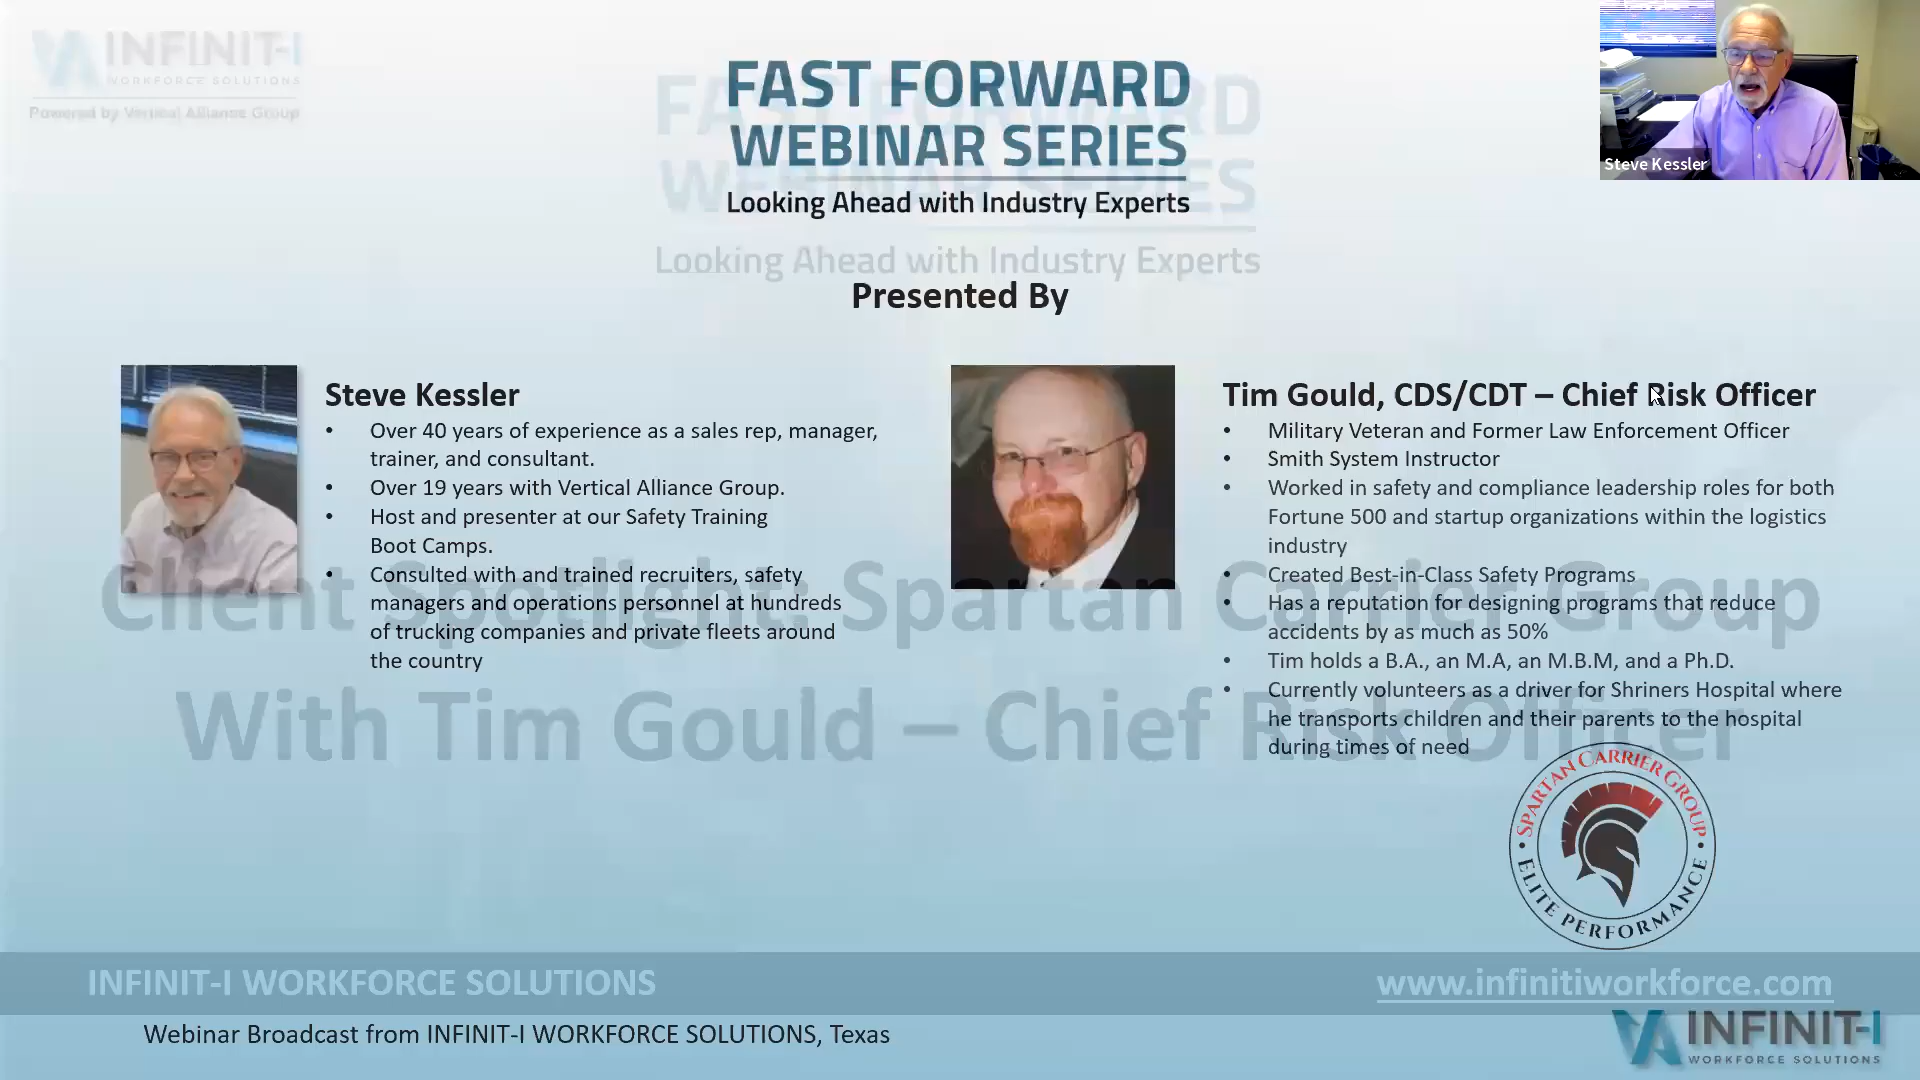 INFINIT-I
WORKFORCE SOLUTIONS
Powered by Vertical Alliance Group
FAST FORWARD
WEBINAR SERIES
Looking Ahead with Industry Experts
FAST FORWARD
WEBINAR SERIES
Looking Ahead with Industry Experts
Steve Kessler
Presented By
Steve Kessler
• Over 40 years of experience as a sales rep, manager,
trainer, and consultant.
• Over 19 years with Vertical Alliance Group.
• Host and presenter at our Safety Training
Boot Camps.
• Consulted with and trained recruiters, safety
managers and operations personnel at hundreds
of trucking companies and private fleets around
the country
Tim Gould, CDS/CDT – Chief Risk Officer
• Military Veteran and Former Law Enforcement Officer
• Smith System Instructor
• Worked in safety and compliance leadership roles for both
Fortune 500 and startup organizations within the logistics
industry
• Created Best-in-Class Safety Programs
• Has a reputation for designing programs that reduce
accidents by as much as 50%
• Tim holds a B.A., an M.A, an M.B.M, and a Ph.D.
• Currently volunteers as a driver for Shriners Hospital where
he transports children and their parents to the hospital
during times of need
Client Spotlight: Spartan Carrier Group
With Tim Gould – Chief Risk Officer
SPARTAN CARRIER GROUP
• ELITE PERFORMANCE •
INFINIT-I WORKFORCE SOLUTIONS
www.infinitiworkforce.com
Webinar Broadcast from INFINIT-I WORKFORCE SOLUTIONS, Texas
INFINIT-I
WORKFORCE SOLUTIONS